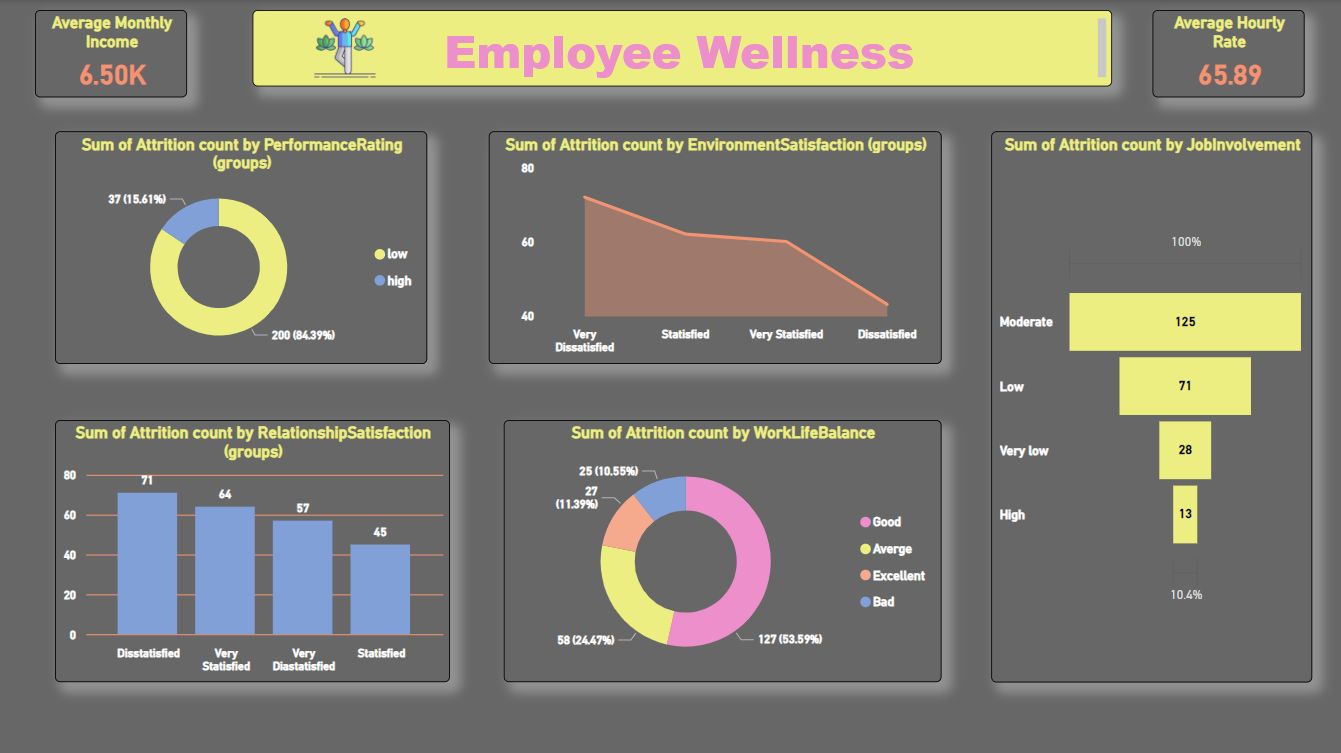 Average Monthly
Income
6.50K
Employee Wellness
Average Hourly
Rate
65.89
Sum of Attrition count by PerformanceRating
(groups)
37 (15.61%)
200 (84.39%)
low
high
Sum of Attrition count by EnvironmentSatisfaction (groups)
80
60
40
Very
Dissatisfied
Statisfied
Very Statisfied
Dissatisfied
Sum of Attrition count by JobInvolvement
100%
Moderate
125
Low
71
Very low
28
High
13
10.4%
Sum of Attrition count by RelationshipSatisfaction
(groups)
80
60
40
20
0
71
64
57
45
Disstatisfied
Very
Statisfied
Very
Diastatisfied
Statisfied
Sum of Attrition count by WorkLifeBalance
25 (10.55%)
27
(11.39%)
58 (24.47%)
127 (53.59%)
Good
Averge
Excellent
Bad